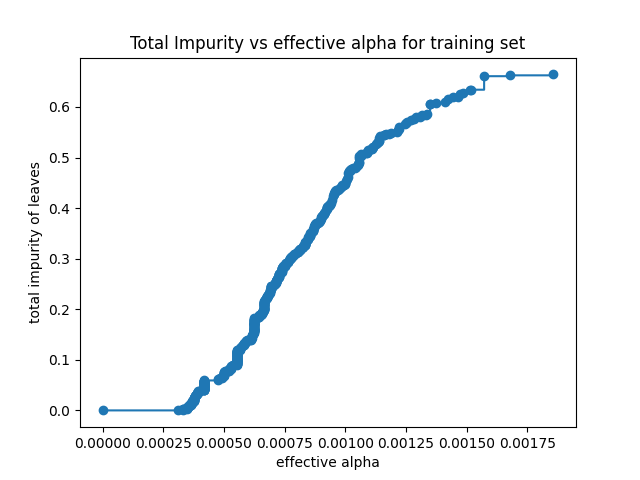 Total Impurity vs effective alpha for training set
total impurity of leaves
0.6
0.5
0.4
0.3
0.2
0.1
0.0
0.00000 0.00025 0.00050 0.00075 0.00100 0.00125 0.00150 0.00175
effective alpha